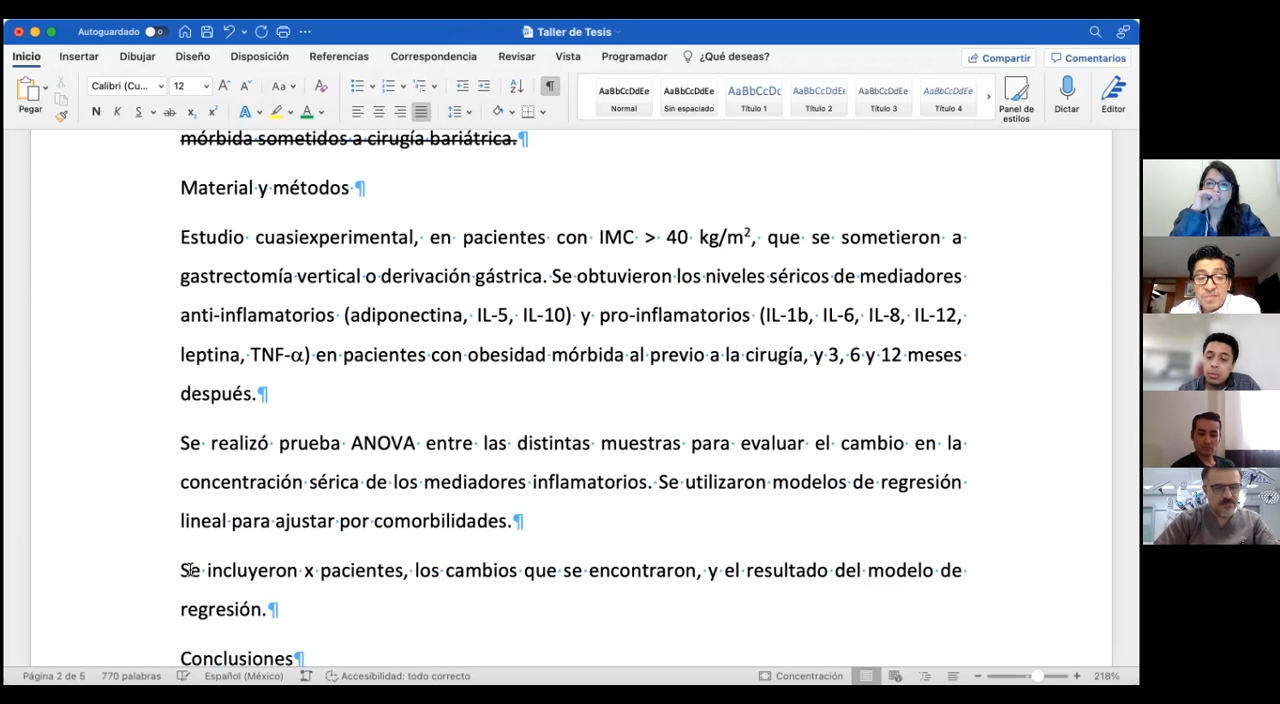 Autoguardado
Taller de Tesis
Inicio Insertar Dibujar Diseño Disposición Referencias Correspondencia Revisar Vista Programador ¿Qué deseas? Compartir Comentarios
Pegar Calibri (Cu... 12 Aa
N K S ab x₂ x² A A
AaBbCcDdEe Normal
AaBbCcDdEe Sin espaciado
AaBbCcDc Título 1
AaBbCcDdEe Título 2
AaBbCcDdEe Título 3
AaBbCcDdEe Título 4
Panel de estilos
Dictar
Editor
mórbida sometidos a cirugía bariátrica.¶
Material y métodos ¶
Estudio cuasiexperimental, en pacientes con IMC > 40 kg/m², que se sometieron a
gastrectomía vertical o derivación gástrica. Se obtuvieron los niveles séricos de mediadores
anti-inflamatorios (adiponectina, IL-5, IL-10) y pro-inflamatorios (IL-1b, IL-6, IL-8, IL-12,
leptina, TNF-α) en pacientes con obesidad mórbida al previo a la cirugía, y 3, 6 y 12 meses
después.¶
Se realizó prueba ANOVA entre las distintas muestras para evaluar el cambio en la
concentración sérica de los mediadores inflamatorios. Se utilizaron modelos de regresión
lineal para ajustar por comorbilidades.¶
Se incluyeron x pacientes, los cambios que se encontraron, y el resultado del modelo de
regresión.¶
Conclusiones¶
Página 2 de 5 770 palabras Español (México) Accesibilidad: todo correcto Concentración 218%